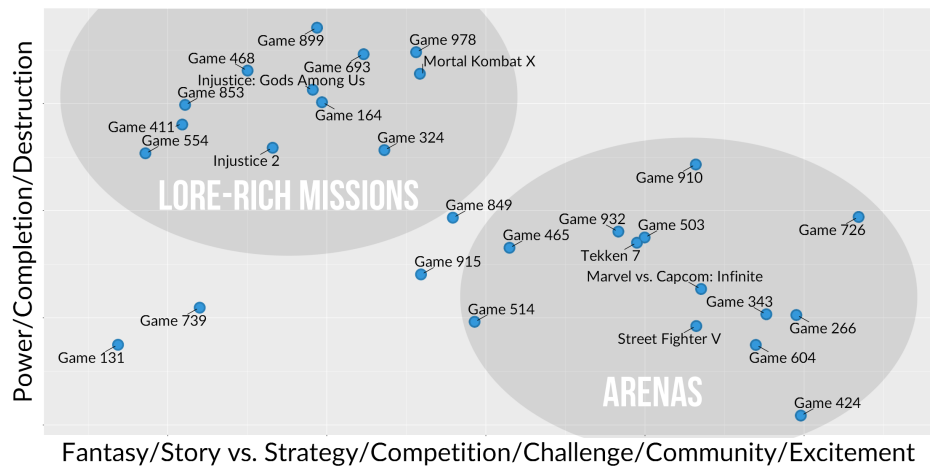 Power/Completion/Destruction
Game 899
Game 978
Game 468
Game 693
Mortal Kombat X
Injustice: Gods Among Us
Game 853
Game 164
Game 411
Game 554
Game 324
Injustice 2
Game 910
LORE-RICH MISSIONS
Game 849
Game 932
Game 503
Game 726
Game 465
Tekken 7
Game 915
Marvel vs. Capcom: Infinite
Game 343
Game 739
Game 514
Game 266
Street Fighter V
Game 131
Game 604
ARENAS
Game 424
Fantasy/Story vs. Strategy/Competition/Challenge/Community/Excitement